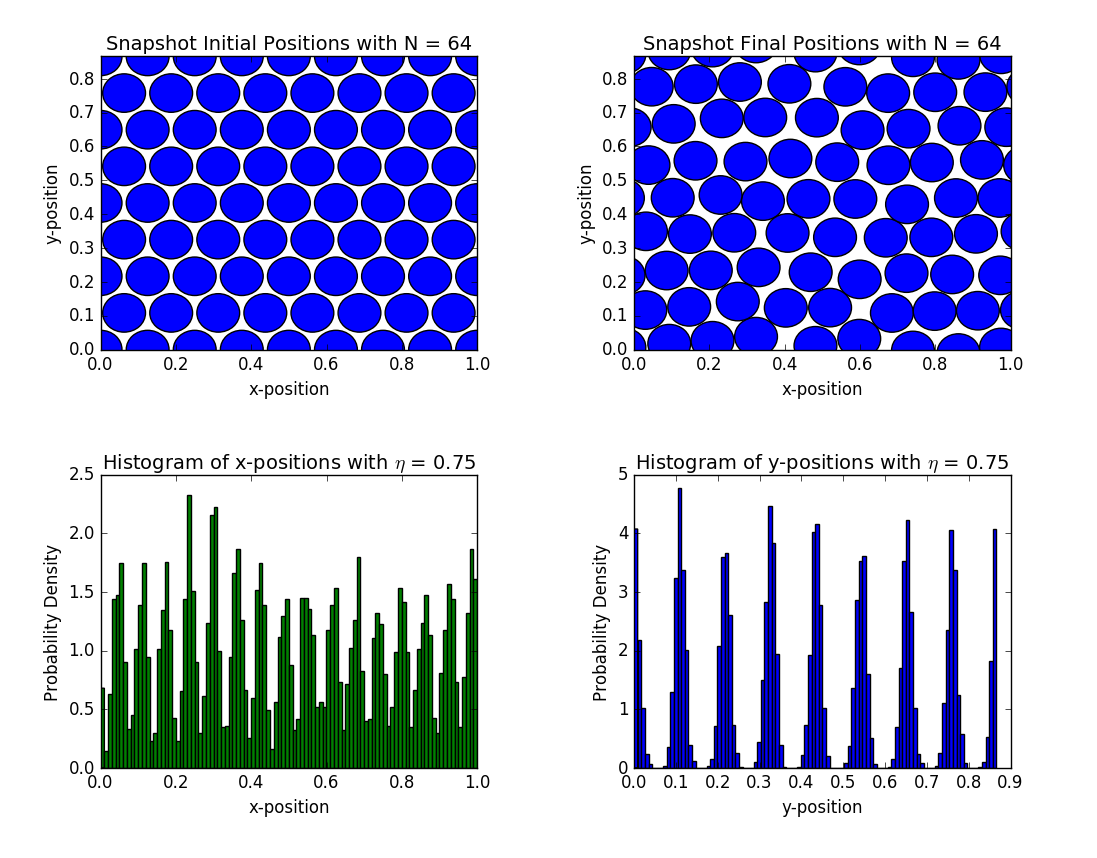 Snapshot Initial Positions with N = 64
0.8
0.7
0.6
0.5
0.4
0.3
0.2
0.1
0.0
y-position
0.0 0.2 0.4 0.6 0.8 1.0
x-position
Snapshot Final Positions with N = 64
0.8
0.7
0.6
0.5
0.4
0.3
0.2
0.1
0.0
y-position
0.0 0.2 0.4 0.6 0.8 1.0
x-position
Histogram of x-positions with η = 0.75
2.5
2.0
1.5
1.0
0.5
0.0
Probability Density
0.0 0.2 0.4 0.6 0.8 1.0
x-position
Histogram of y-positions with η = 0.75
5
4
3
2
1
0
Probability Density
0.0 0.1 0.2 0.3 0.4 0.5 0.6 0.7 0.8 0.9
y-position